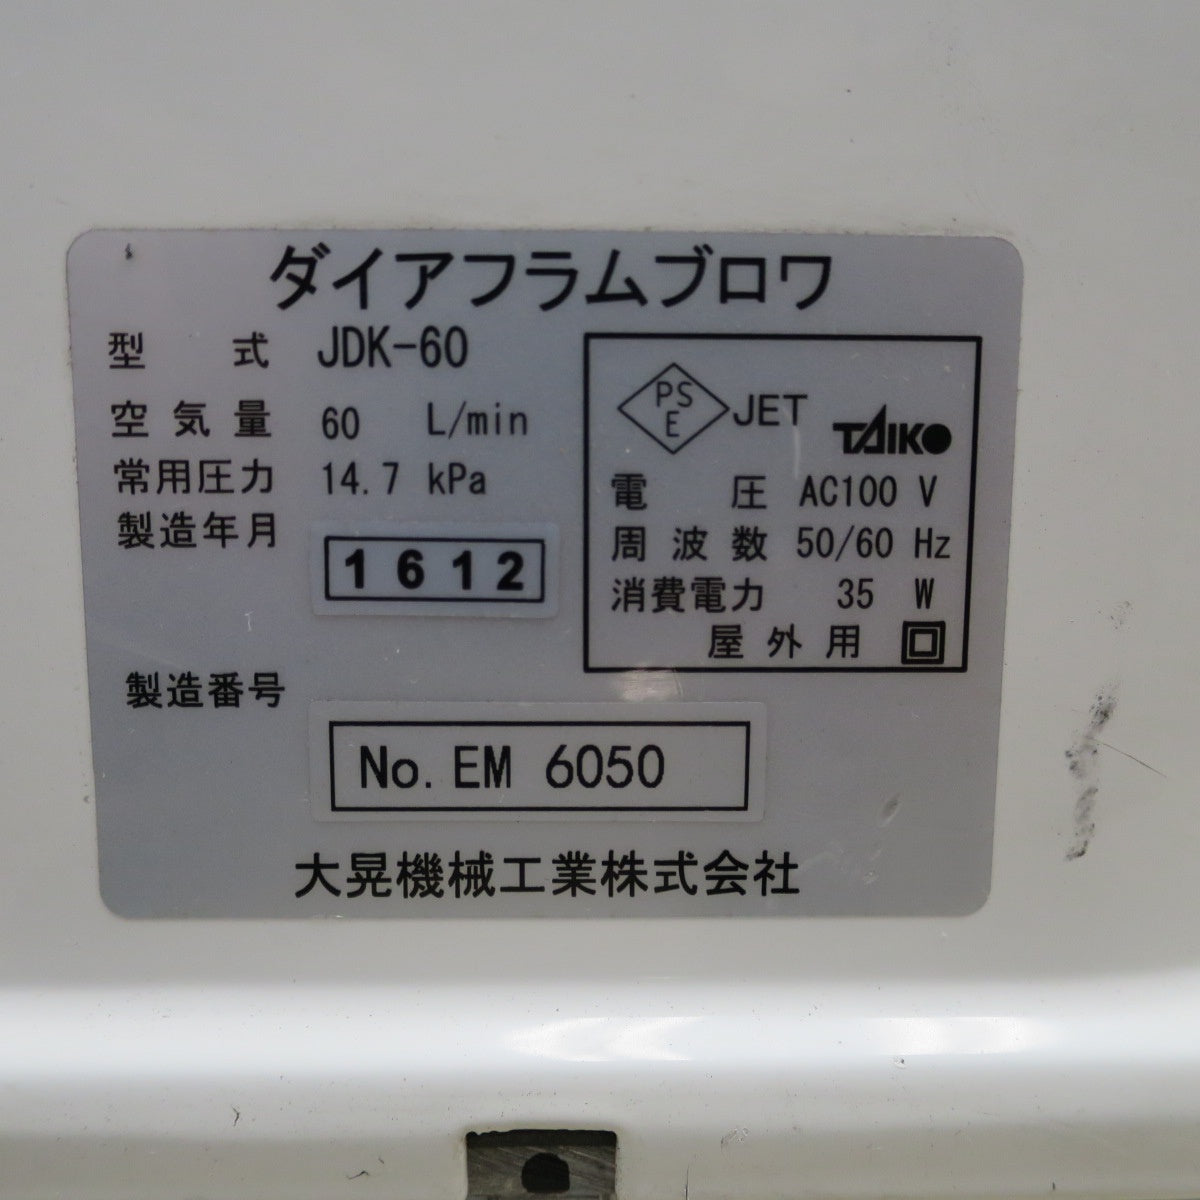 ダイアフラムブロワ
型式 JDK-60
空気量 60 L/min
常用圧力 14.7 kPa
製造年月 1612
PSE JET TAIKO
電圧 AC100 V
周波数 50/60 Hz
消費電力 35 W
屋外用
製造番号
No. EM 6050
大晃機械工業株式会社